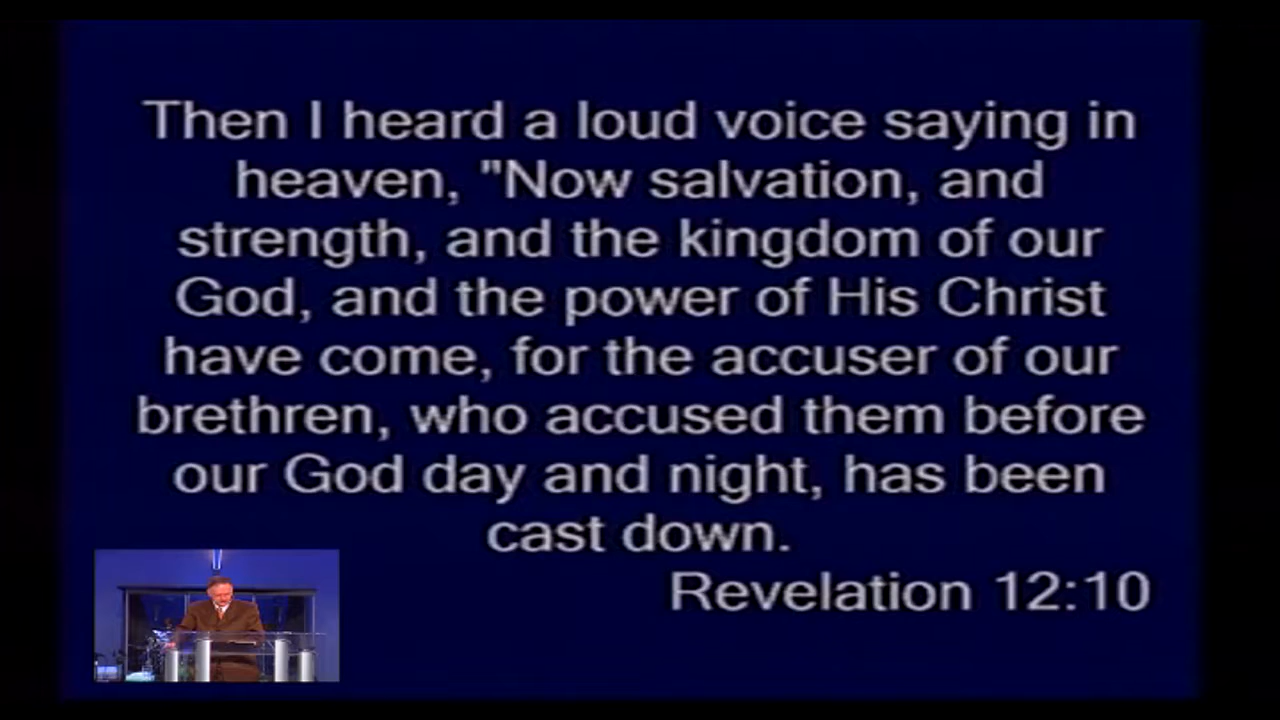 Then I heard a loud voice saying in
heaven, "Now salvation, and
strength, and the kingdom of our
God, and the power of His Christ
have come, for the accuser of our
brethren, who accused them before
our God day and night, has been
cast down.
Revelation 12:10